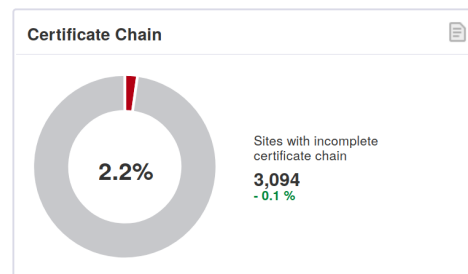 Certificate Chain
2.2%
Sites with incomplete
certificate chain
3,094
- 0.1 %